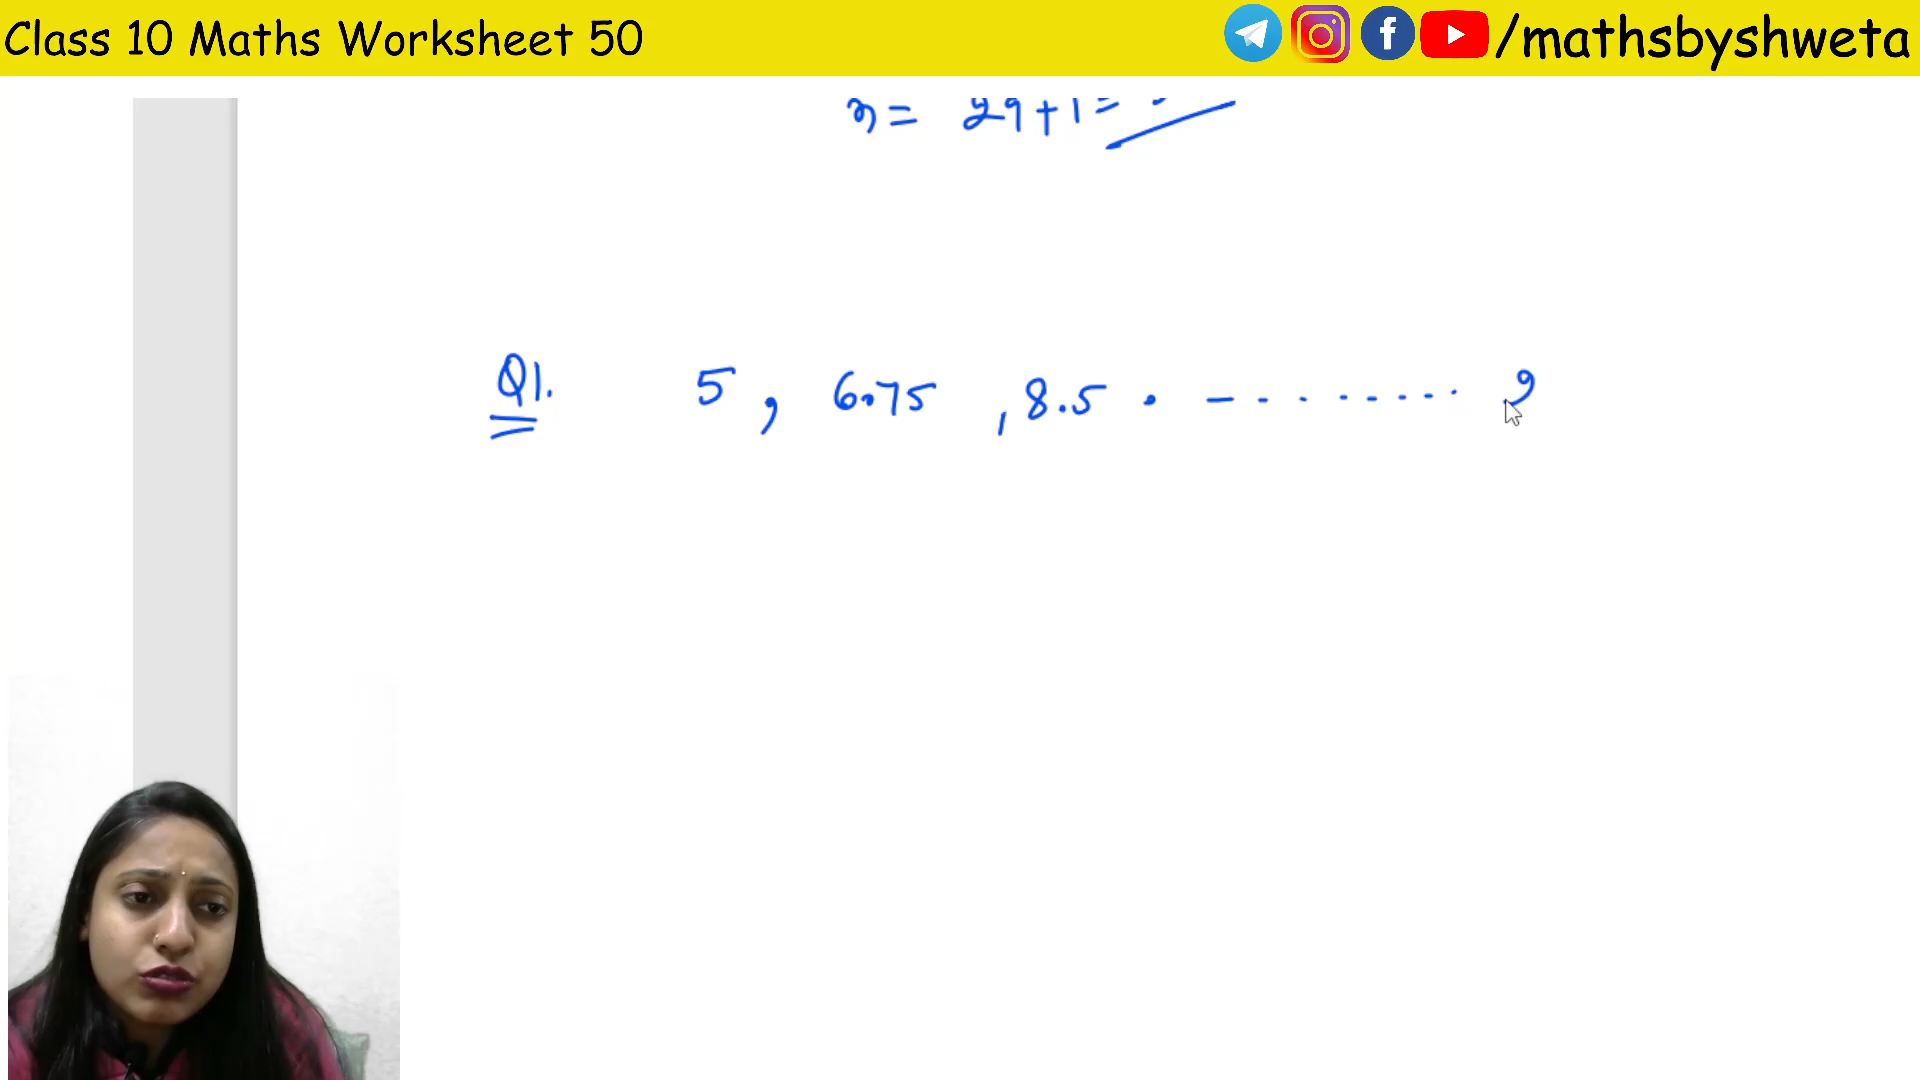 Class 10 Maths Worksheet 50
/mathsbyshweta
n = 29+1=
Q1. 5 , 6.75 , 8.5 . - - - - - - - - -